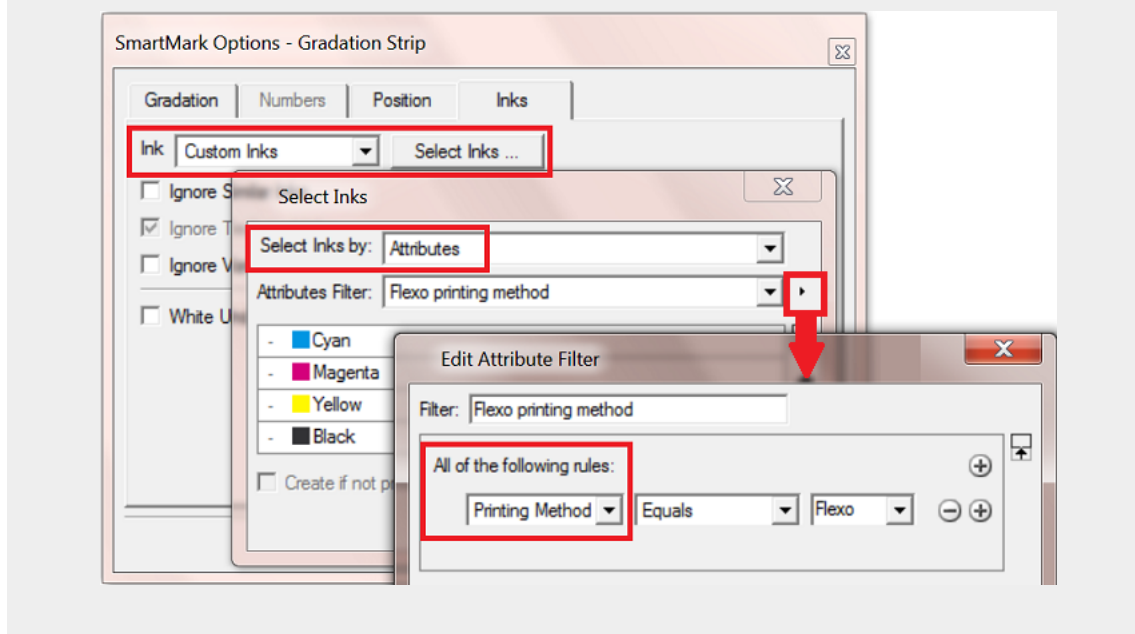 SmartMark Options - Gradation Strip
Gradation Numbers Position Inks
Ink Custom Inks Select Inks ...
Ignore S
Select Inks
Ignore T
Select Inks by: Attributes
Ignore V
Attributes Filter: Flexo printing method
White U
- Cyan
- Magenta
- Yellow
- Black
Create if not p
Edit Attribute Filter
Filter: Flexo printing method
All of the following rules:
Printing Method Equals Flexo